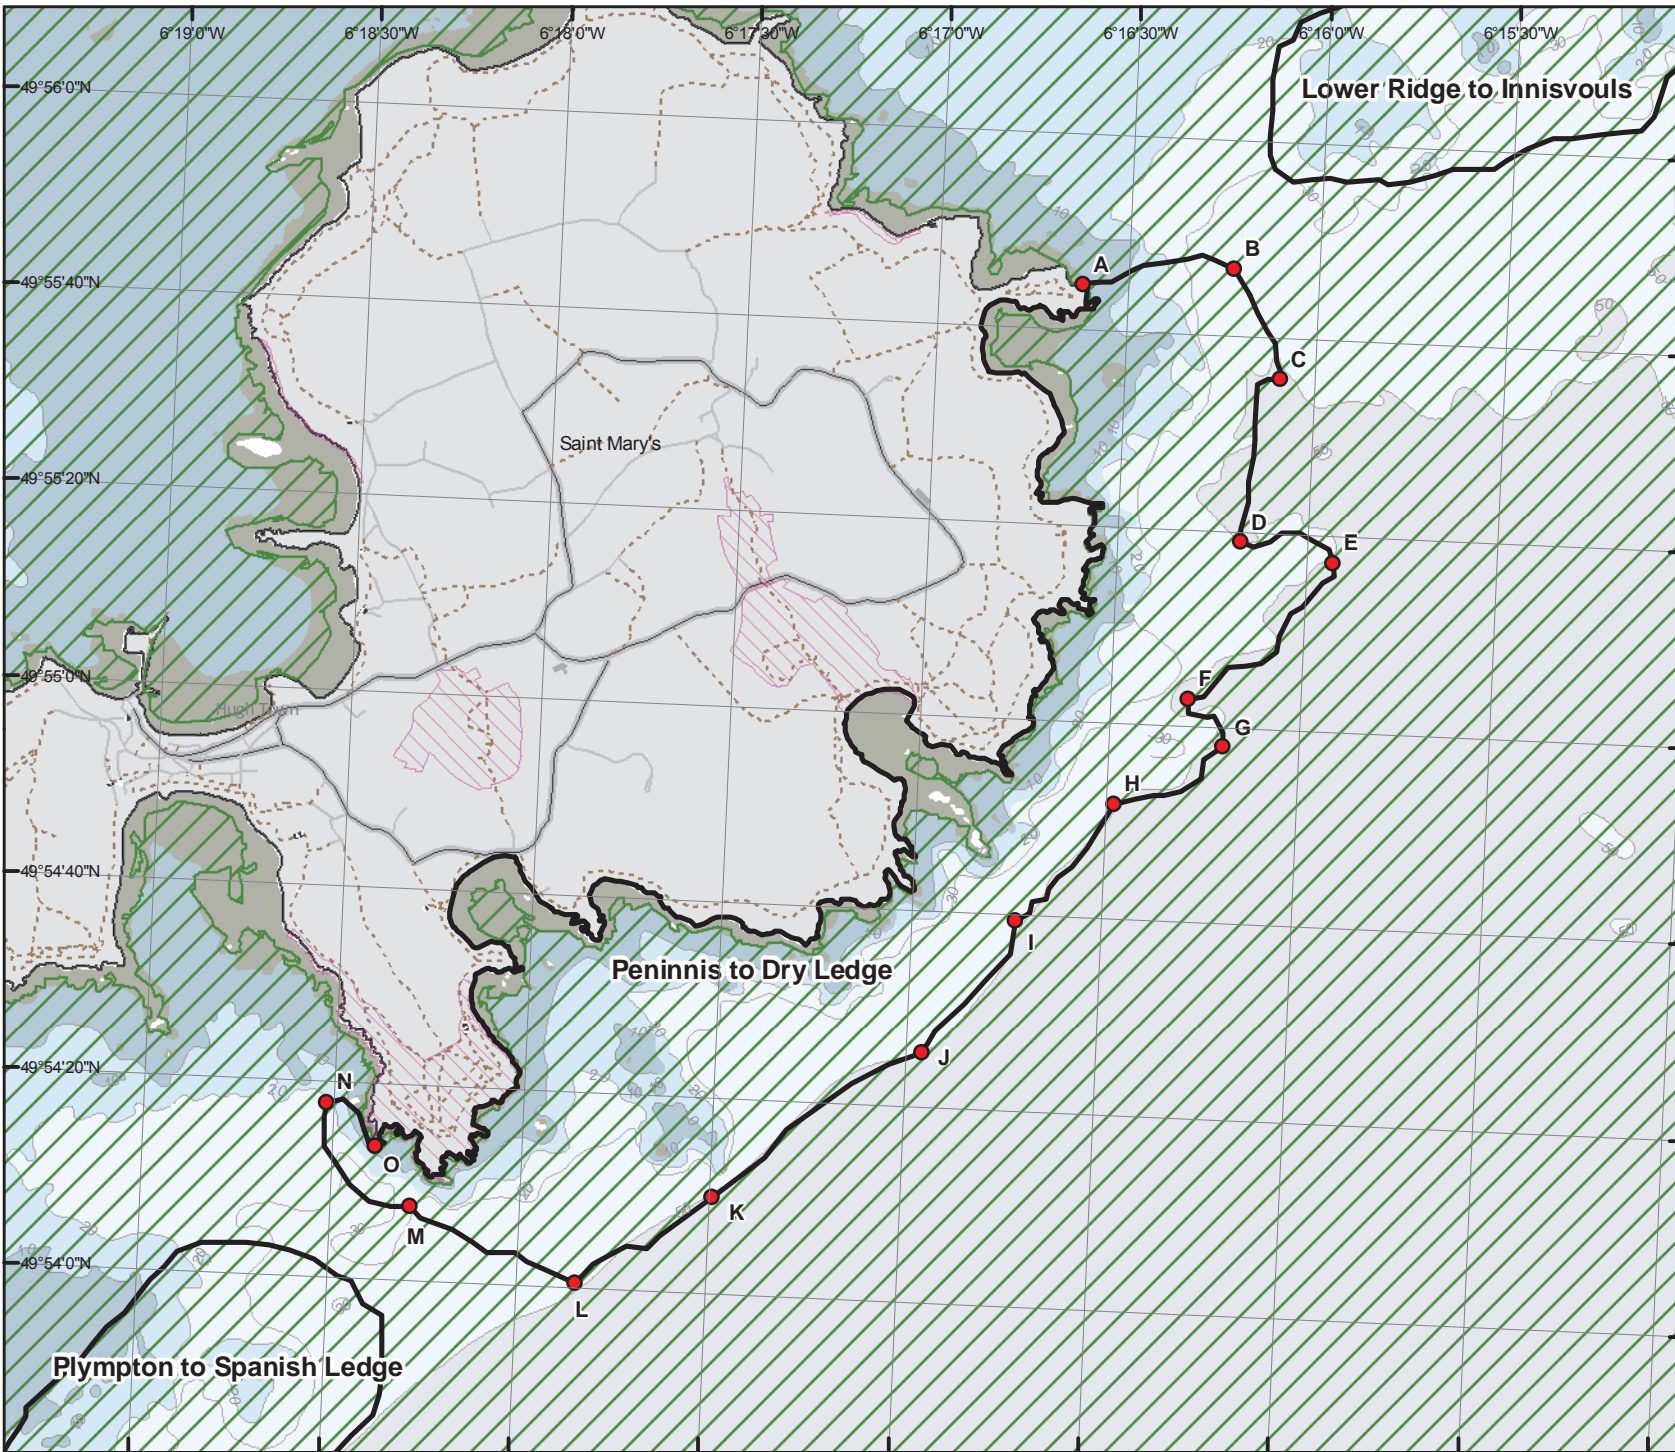 6°19'0"W
6°18'30"W
6°18'0"W
6°17'30"W
6°17'0"W
6°16'30"W
6°16'0"W
6°15'30"W
49°56'0"N
Lower Ridge to Innisvouls
49°55'40"N
A
B
C
Saint Mary's
49°55'20"N
D
E
49°55'0"N
F
Hugh Town
G
H
49°54'40"N
I
Peninnis to Dry Ledge
J
49°54'20"N
N
O
K
M
49°54'0"N
L
Plympton to Spanish Ledge